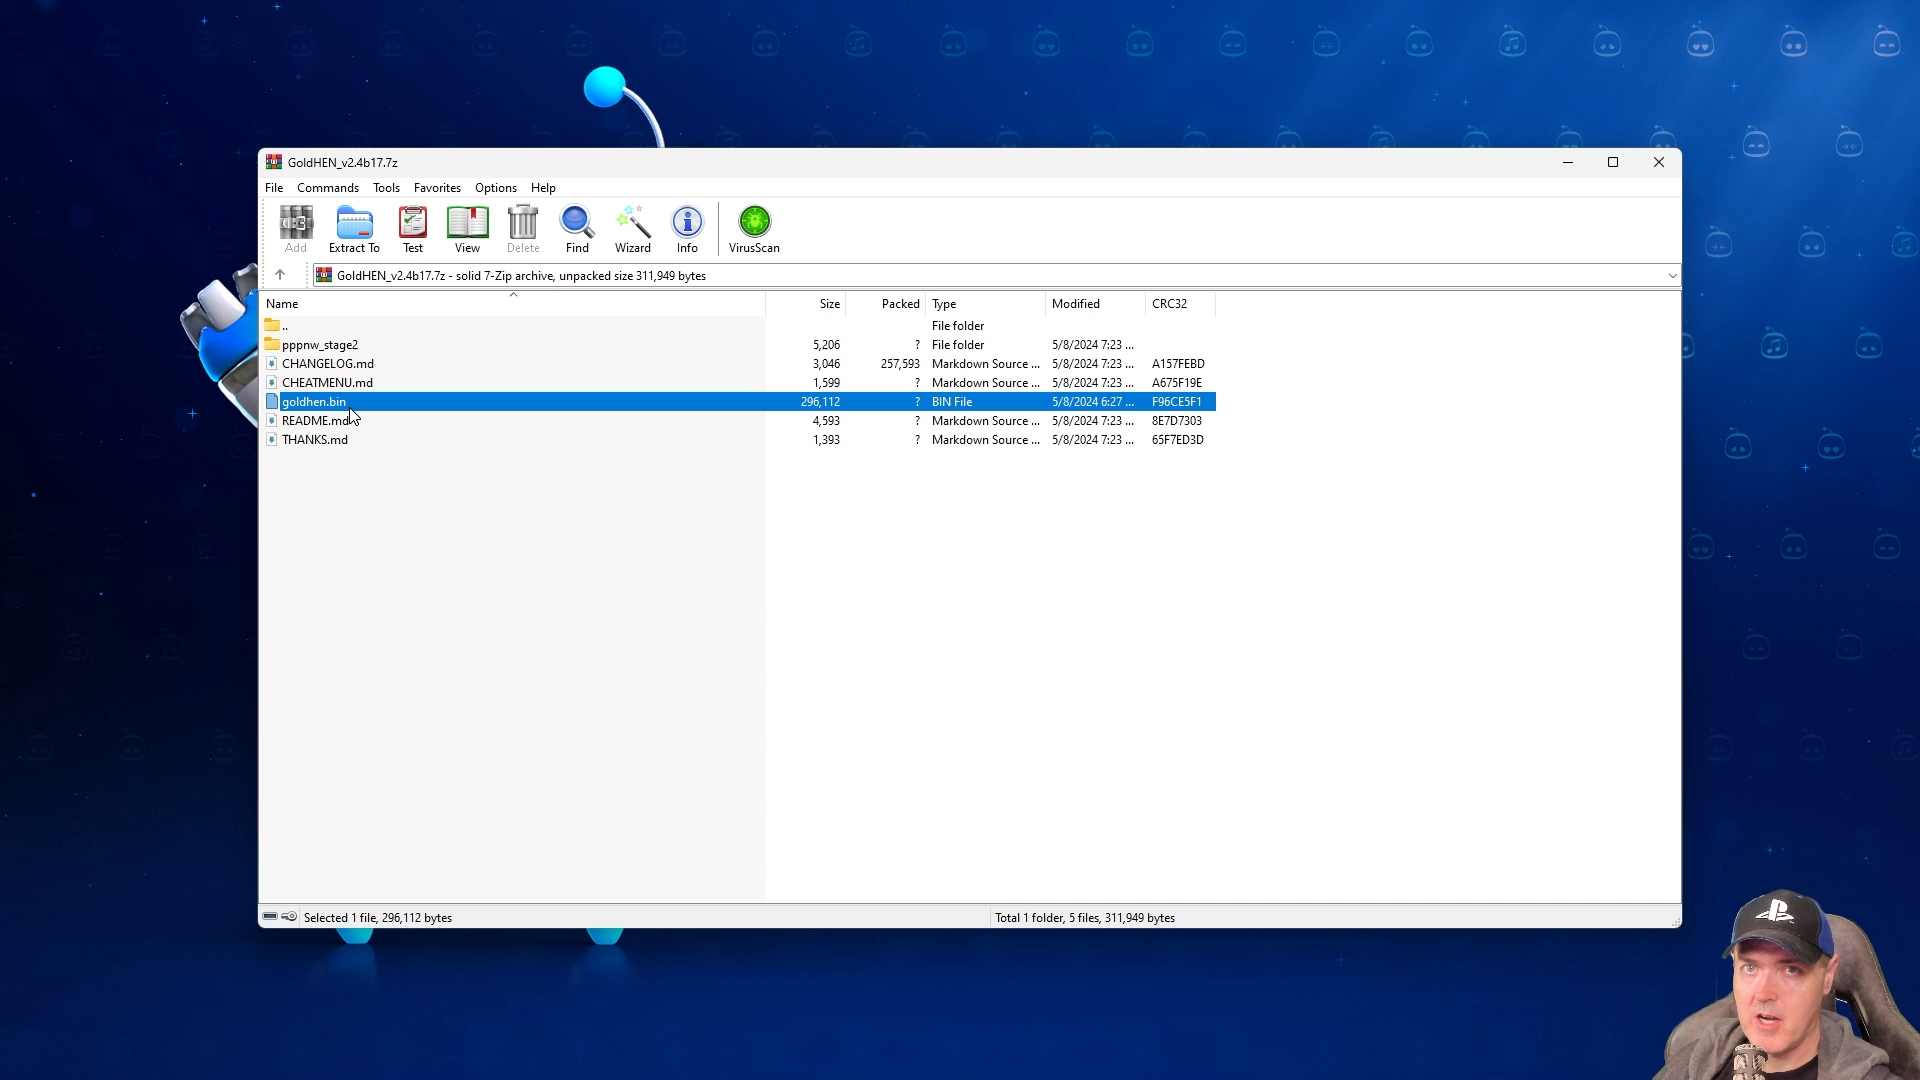 GoldHEN_v2.4b17.7z
File Commands Tools Favorites Options Help
Add Extract To Test View Delete Find Wizard Info VirusScan
GoldHEN_v2.4b17.7z - solid 7-Zip archive, unpacked size 311,949 bytes
Name Size Packed Type Modified CRC32
.. File folder
pppnw_stage2 5,206 ? File folder 5/8/2024 7:23 ...
CHANGELOG.md 3,046 257,593 Markdown Source ... 5/8/2024 7:23 ... A157FEBD
CHEATMENU.md 1,599 ? Markdown Source ... 5/8/2024 7:23 ... A675F19E
goldhen.bin 296,112 ? BIN File 5/8/2024 6:27 ... F96CE5F1
README.md 4,593 ? Markdown Source ... 5/8/2024 7:23 ... 8E7D7303
THANKS.md 1,393 ? Markdown Source ... 5/8/2024 7:23 ... 65F7ED3D
Selected 1 file, 296,112 bytes Total 1 folder, 5 files, 311,949 bytes